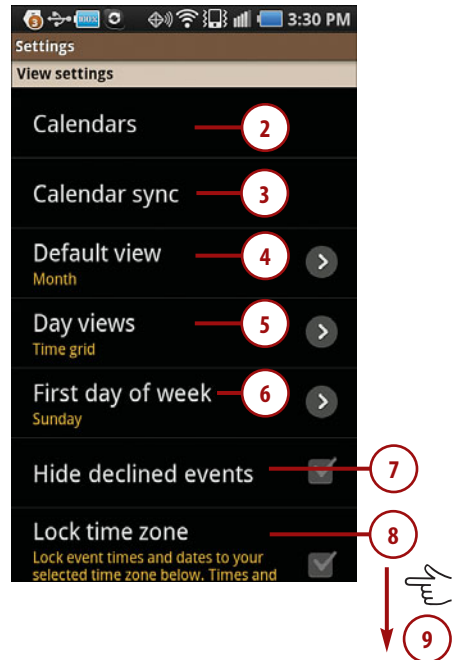 3:30 PM
Settings
View settings
Calendars
2
Calendar sync
3
Default view
4
Month
Day views
5
Time grid
First day of week
6
Sunday
Hide declined events
7
Lock time zone
8
Lock event times and dates to your
selected time zone below. Times and
9